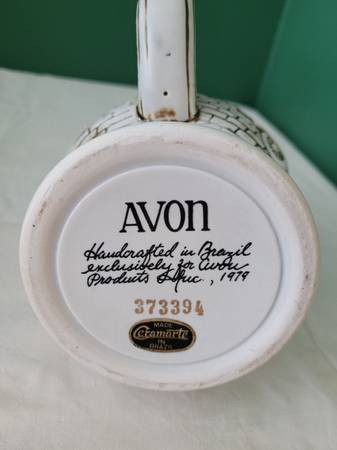 AVON
Handcrafted in Brazil
exclusively for Avon
Products Inc., 1979
373394
MADE
Ceramarte
IN
BRAZIL